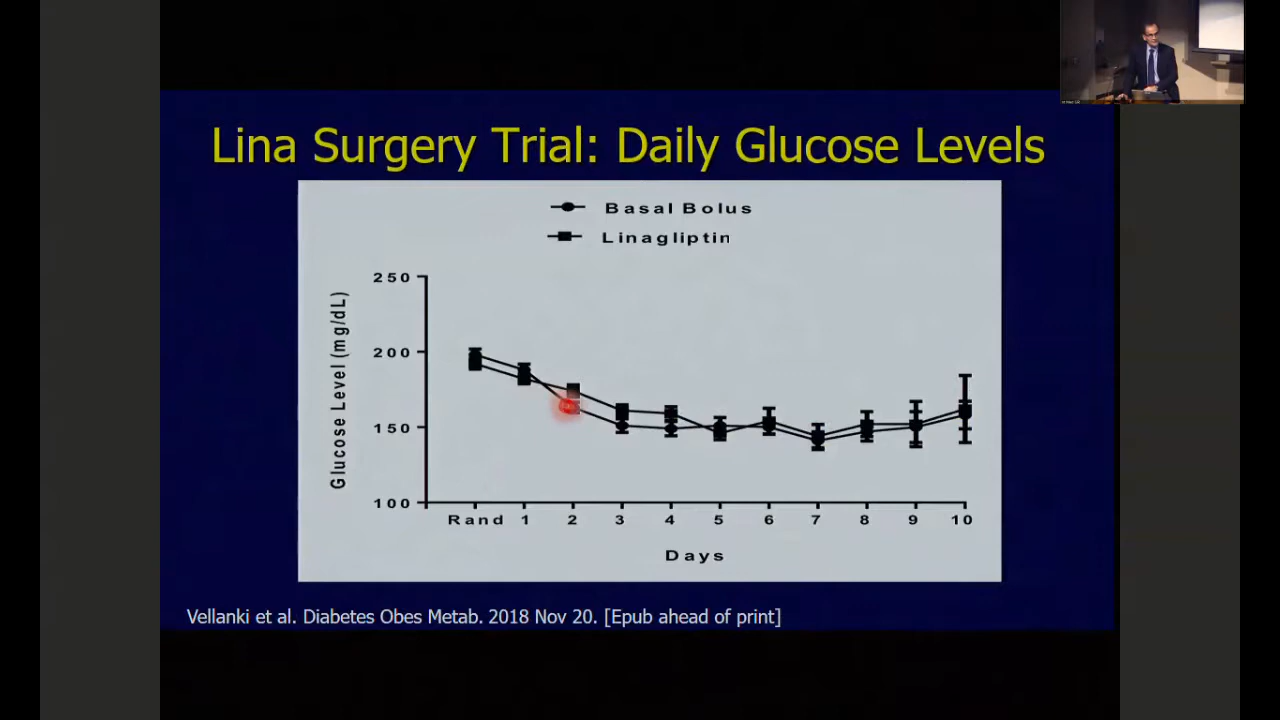 Lina Surgery Trial: Daily Glucose Levels
Basal Bolus
Linagliptin
Glucose Level (mg/dL)
250
200
150
100
Rand 1 2 3 4 5 6 7 8 9 10
Days
Vellanki et al. Diabetes Obes Metab. 2018 Nov 20. [Epub ahead of print]